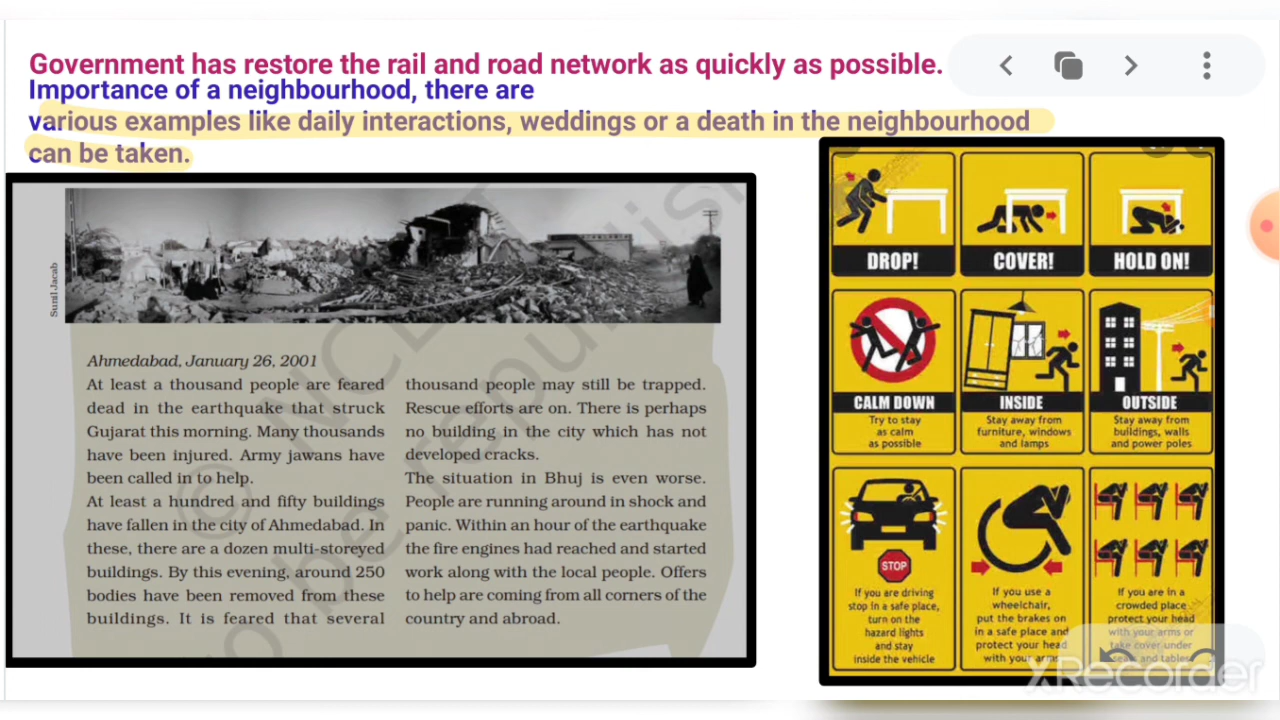 Government has restore the rail and road network as quickly as possible.
Importance of a neighbourhood, there are
various examples like daily interactions, weddings or a death in the neighbourhood
can be taken.
Sunil Jacab
Ahmedabad, January 26, 2001
At least a thousand people are feared
dead in the earthquake that struck
Gujarat this morning. Many thousands
have been injured. Army jawans have
been called in to help.
At least a hundred and fifty buildings
have fallen in the city of Ahmedabad. In
these, there are a dozen multi-storeyed
buildings. By this evening, around 250
bodies have been removed from these
buildings. It is feared that several
thousand people may still be trapped.
Rescue efforts are on. There is perhaps
no building in the city which has not
developed cracks.
The situation in Bhuj is even worse.
People are running around in shock and
panic. Within an hour of the earthquake
the fire engines had reached and started
work along with the local people. Offers
to help are coming from all corners of the
country and abroad.
DROP!
COVER!
HOLD ON!
CALM DOWN
Try to stay
as calm
as possible
INSIDE
Stay away from
furniture, windows
and lamps
OUTSIDE
Stay away from
buildings, walls
and power poles
STOP
If you are driving
stop in a safe place,
turn on the
hazard lights
and stay
inside the vehicle
If you use a
wheelchair,
put the brakes on
in a safe place and
protect your head
with your arms
If you are in a
crowded place
protect your head
with your arms or
take cover under
seats and tables
XRecorder